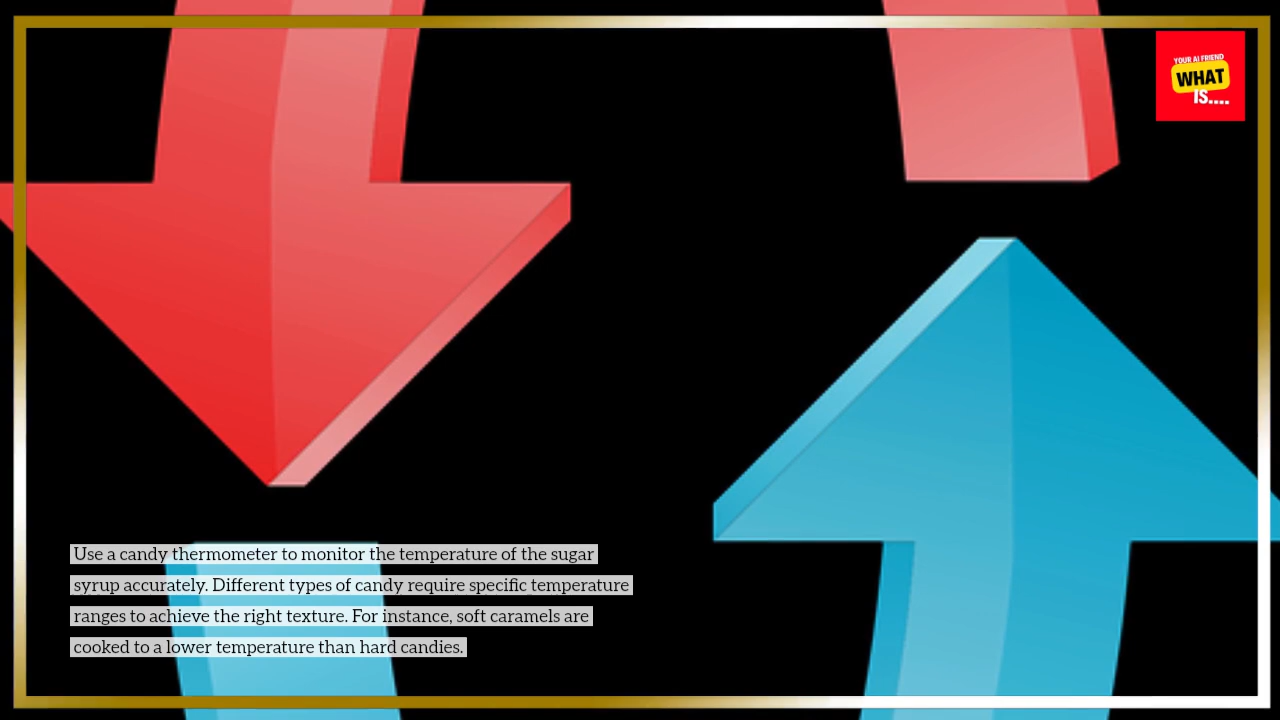 YOUR AI FRIEND
WHAT
IS....
Use a candy thermometer to monitor the temperature of the sugar
syrup accurately. Different types of candy require specific temperature
ranges to achieve the right texture. For instance, soft caramels are
cooked to a lower temperature than hard candies.